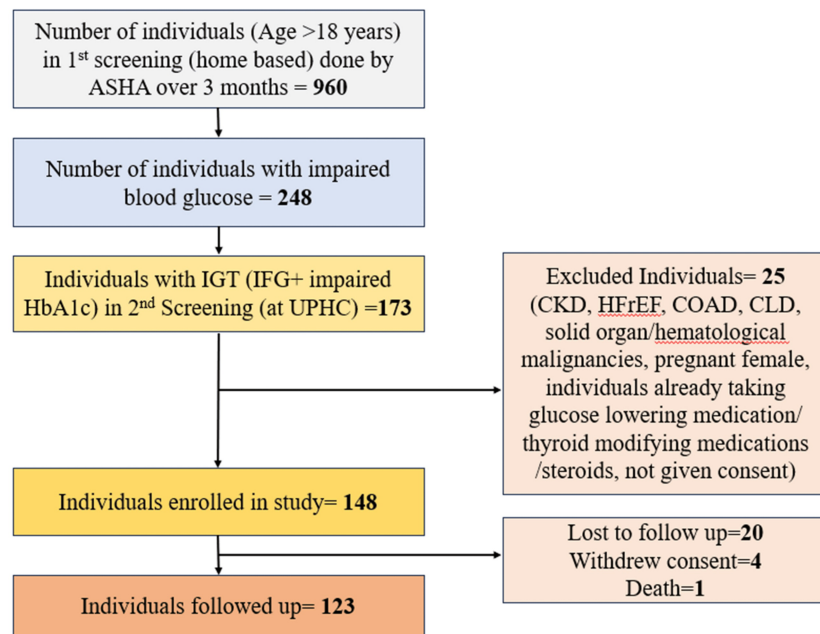 Number of individuals (Age >18 years)
in 1st screening (home based) done by
ASHA over 3 months = 960
Number of individuals with impaired
blood glucose = 248
Individuals with IGT (IFG+ impaired
HbA1c) in 2nd Screening (at UPHC) =173
Excluded Individuals= 25
(CKD, HFrEF, COAD, CLD,
solid organ/hematological
malignancies, pregnant female,
individuals already taking
glucose lowering medication/
thyroid modifying medications
/steroids, not given consent)
Individuals enrolled in study= 148
Lost to follow up=20
Withdrew consent=4
Death=1
Individuals followed up= 123